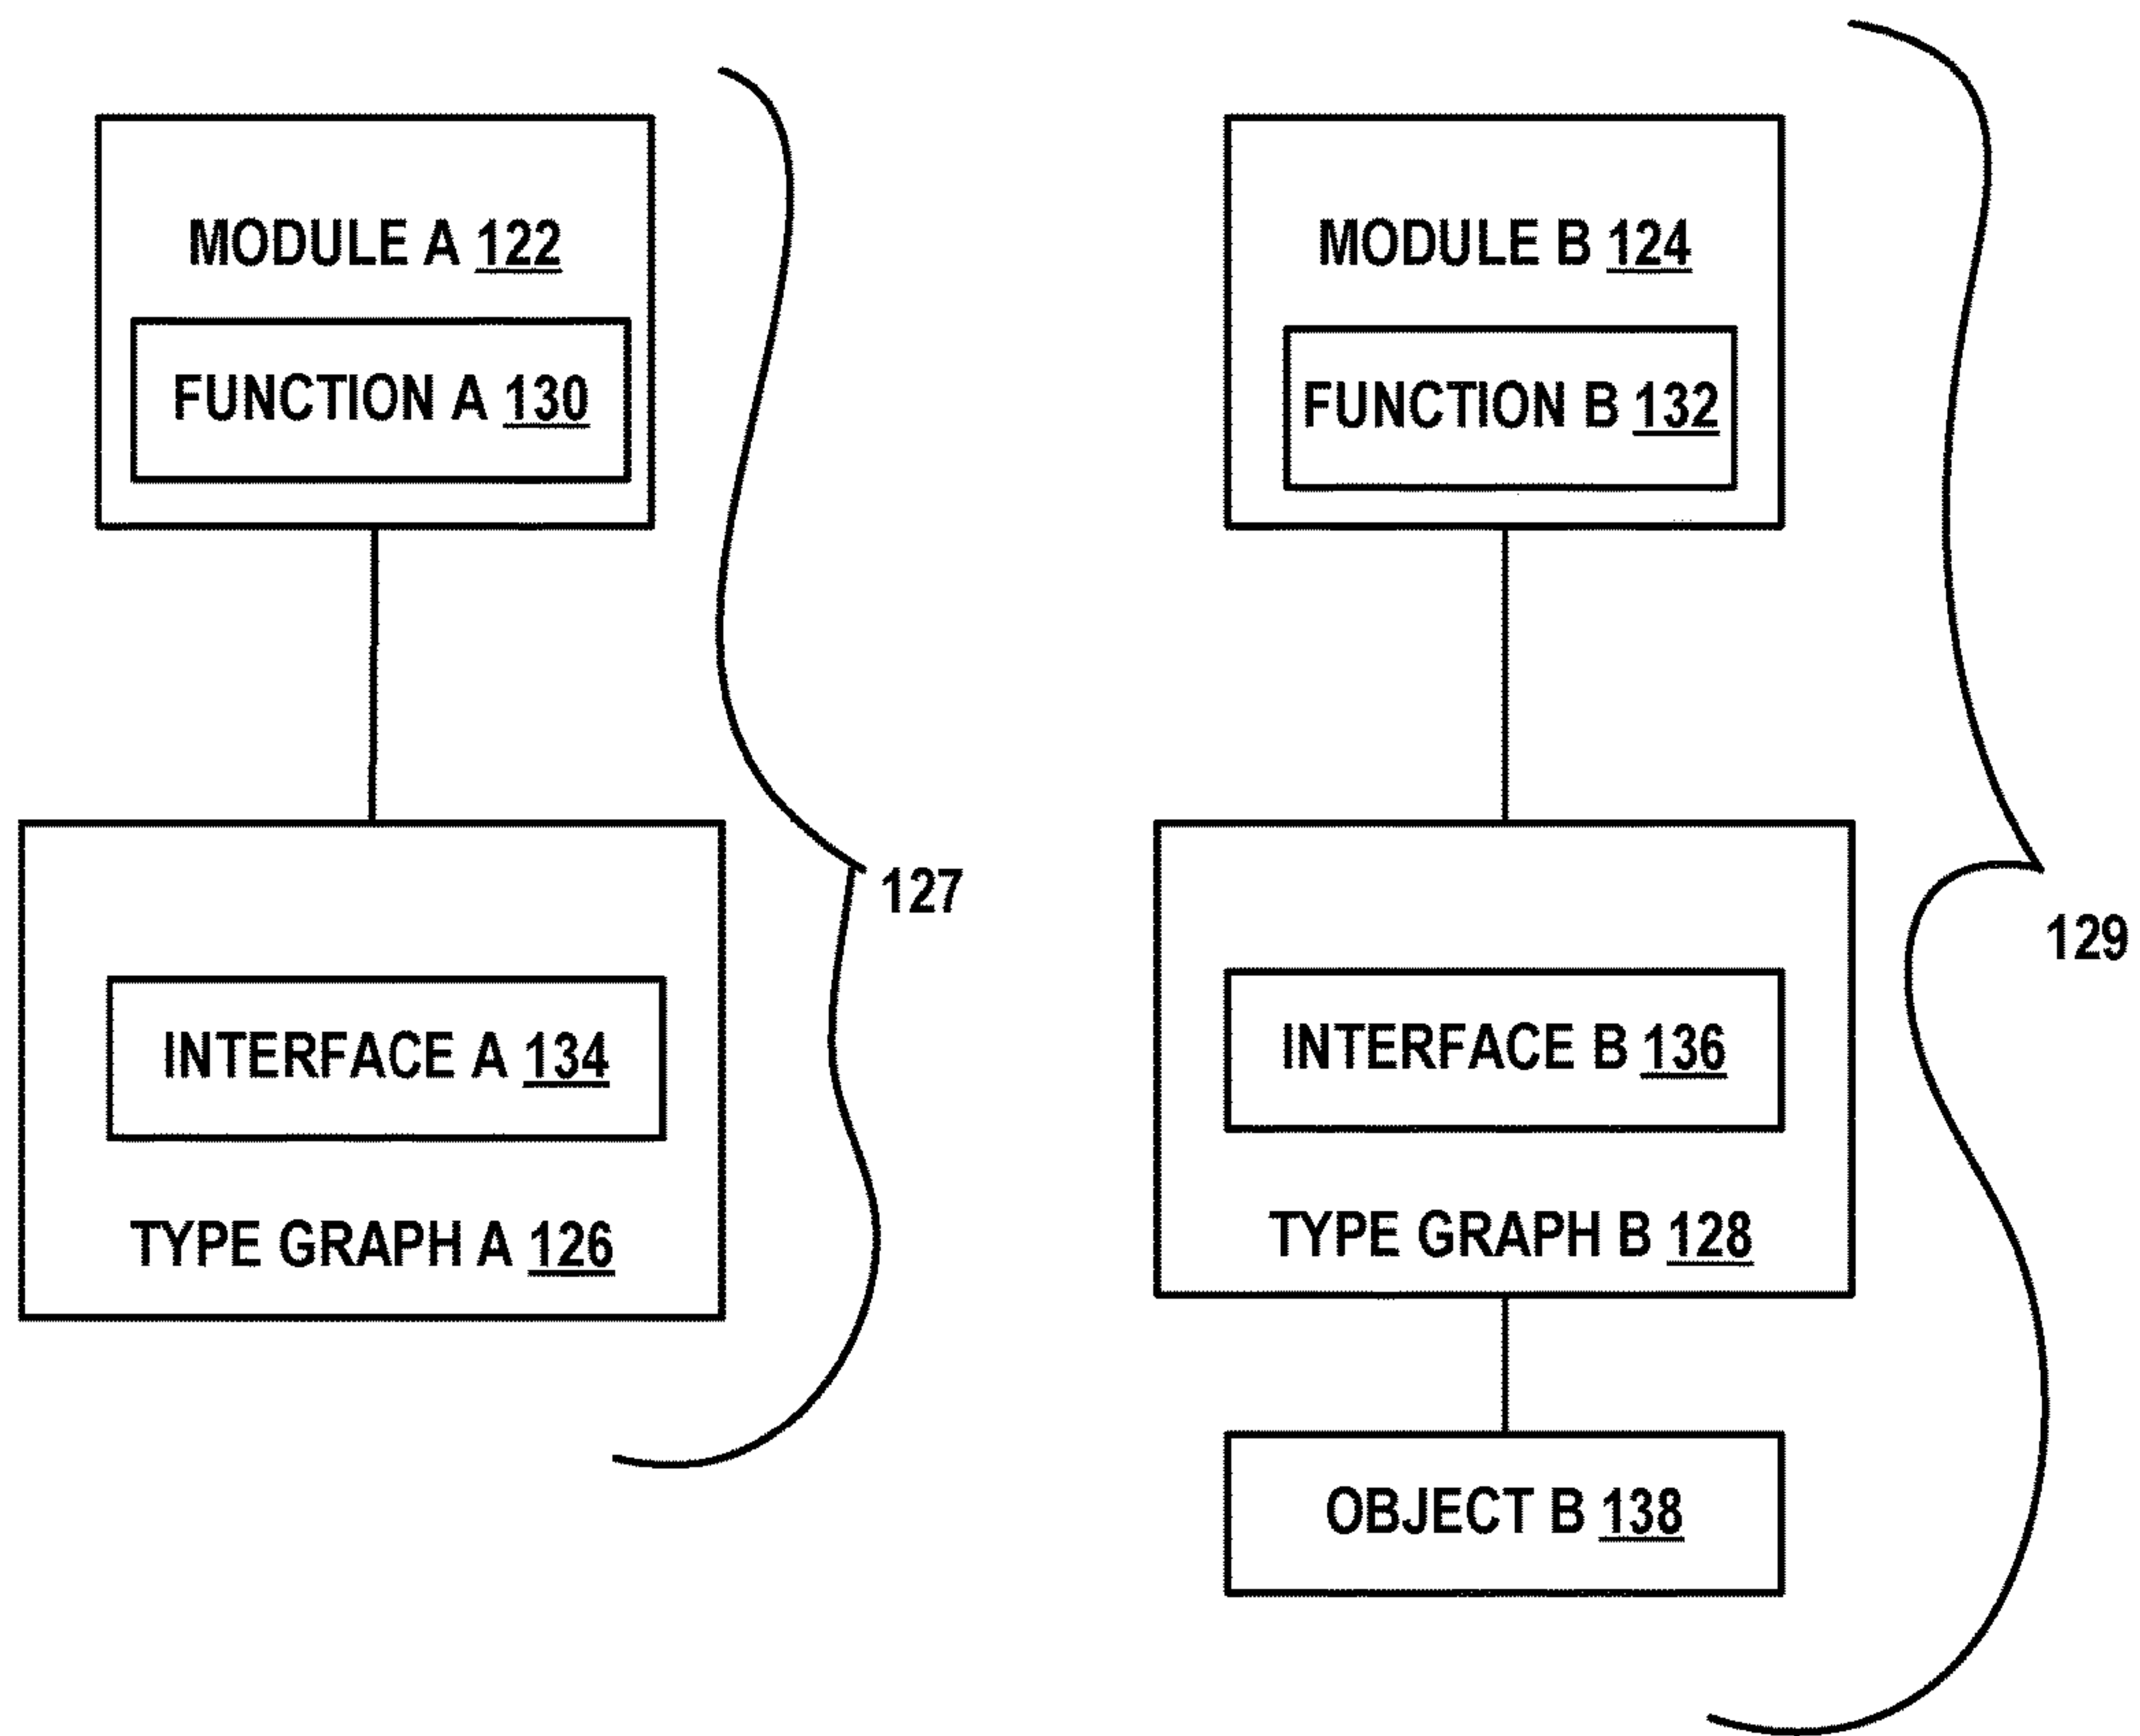 MODULE A 122
FUNCTION A 130
INTERFACE A 134
TYPE GRAPH A 126
127
MODULE B 124
FUNCTION B 132
INTERFACE B 136
TYPE GRAPH B 128
OBJECT B 138
129